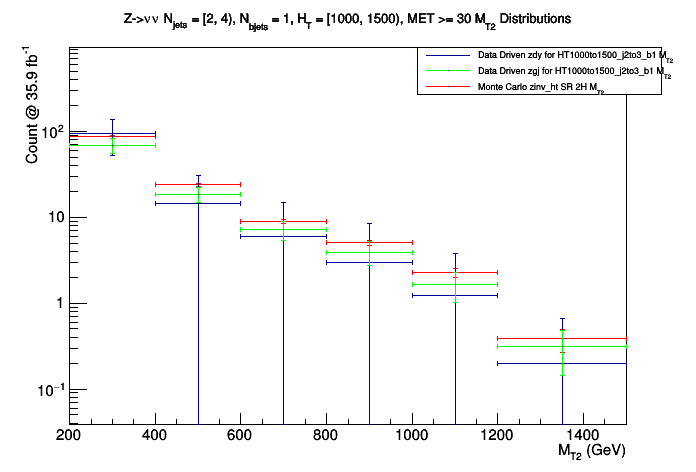 Z->νν N_jets = [2, 4), N_bjets = 1, H_T = [1000, 1500), MET >= 30 M_T2 Distributions
Data Driven zdy for HT1000to1500_j2to3_b1 M_T2
Data Driven zgj for HT1000to1500_j2to3_b1 M_T2
Monte Carlo zinv_ht SR 2H M_T2
Count @ 35.9 fb^-1
10^2
10
1
10^-1
200 400 600 800 1000 1200 1400
M_T2 (GeV)